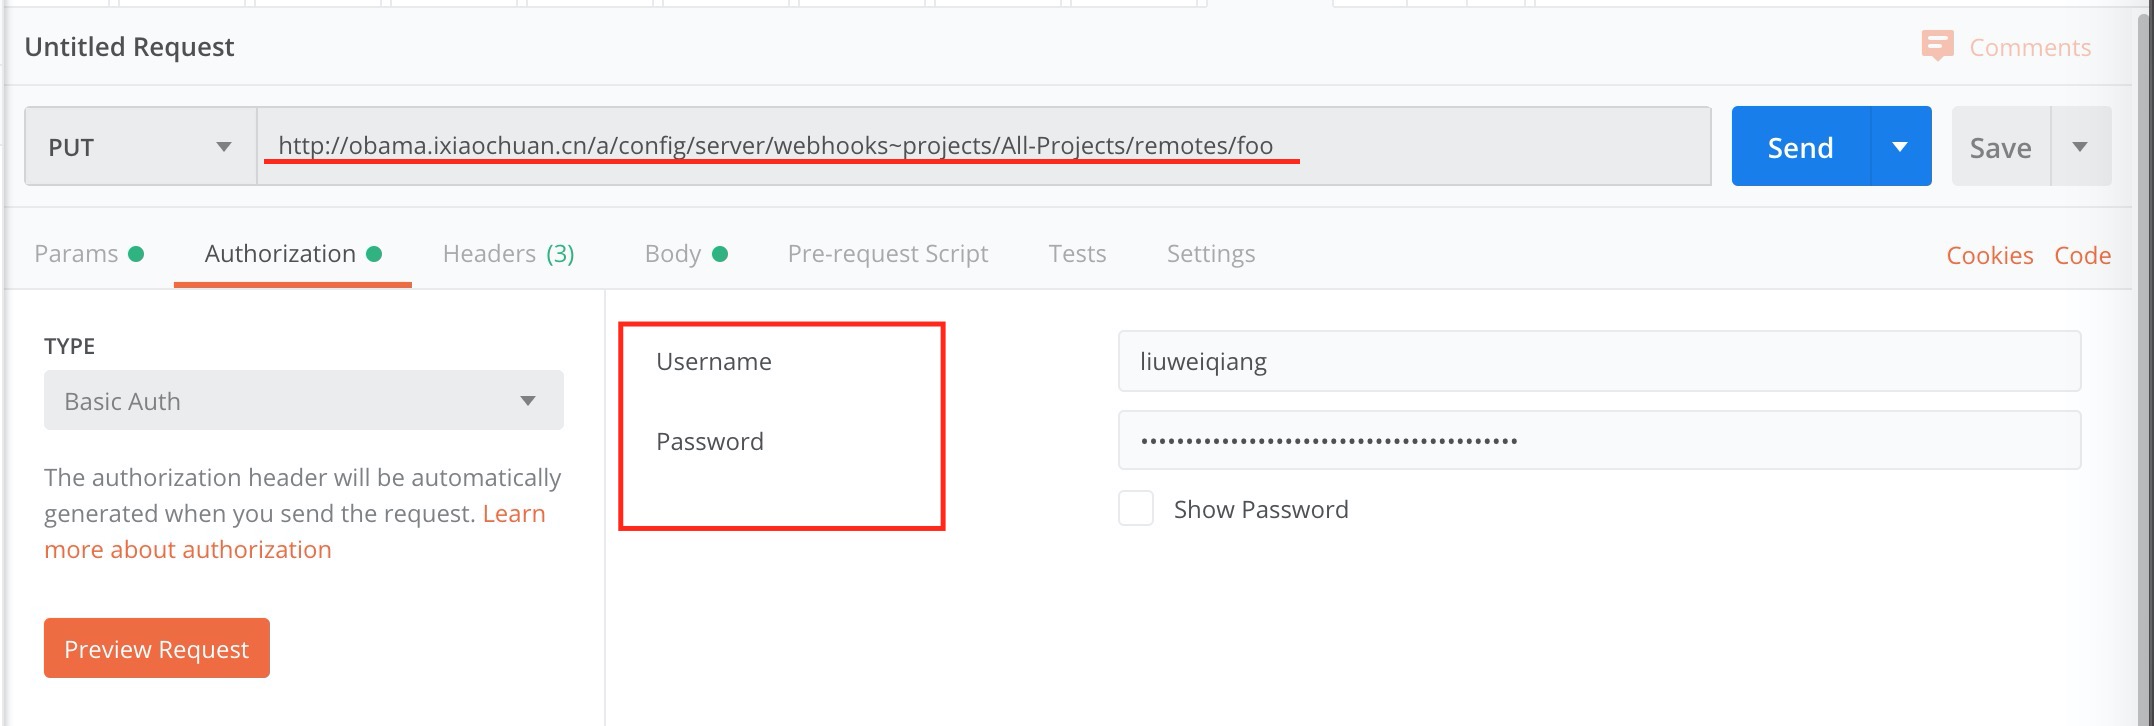 Untitled Request
Comments
PUT
http://obama.ixiaochuan.cn/a/config/server/webhooks~projects/All-Projects/remotes/foo
Send
Save
Params
Authorization
Headers (3)
Body
Pre-request Script
Tests
Settings
Cookies
Code
TYPE
Basic Auth
The authorization header will be automatically
generated when you send the request. Learn
more about authorization
Preview Request
Username
liuweiqiang
Password
••••••••••••••••••••••••••••••••••••••••••
Show Password